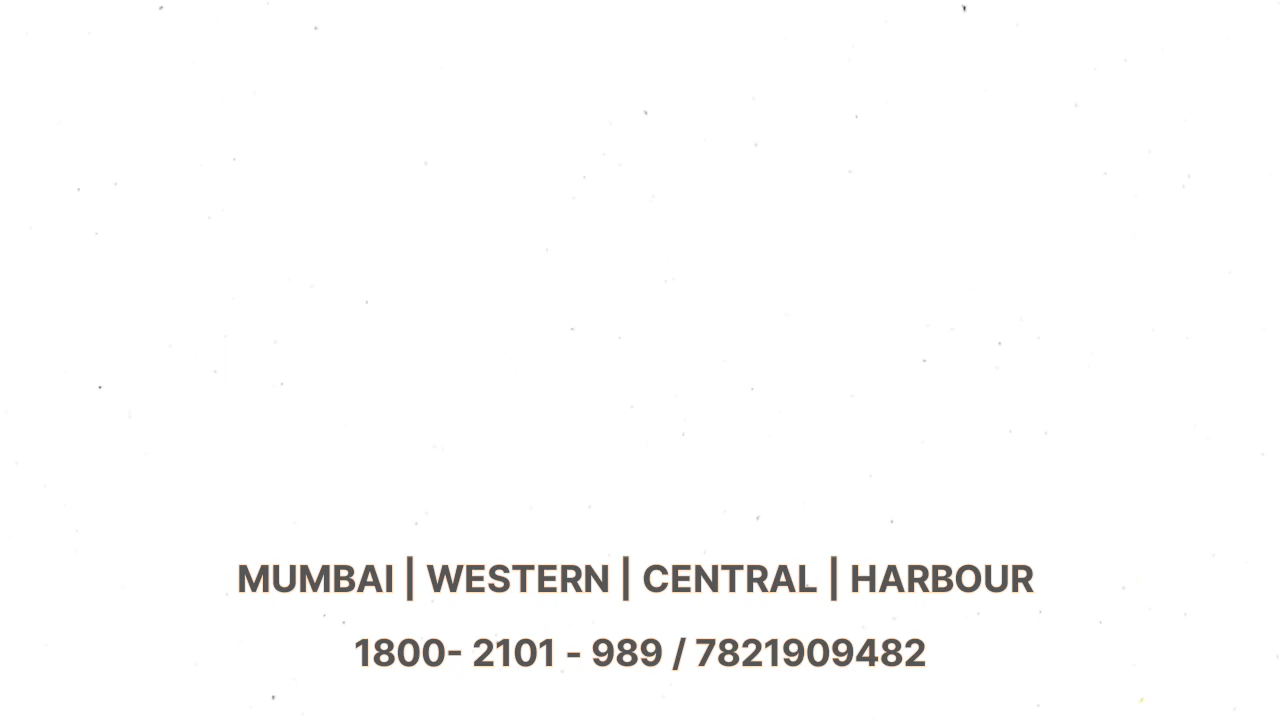 MUMBAI | WESTERN | CENTRAL | HARBOUR
1800- 2101 - 989 / 7821909482